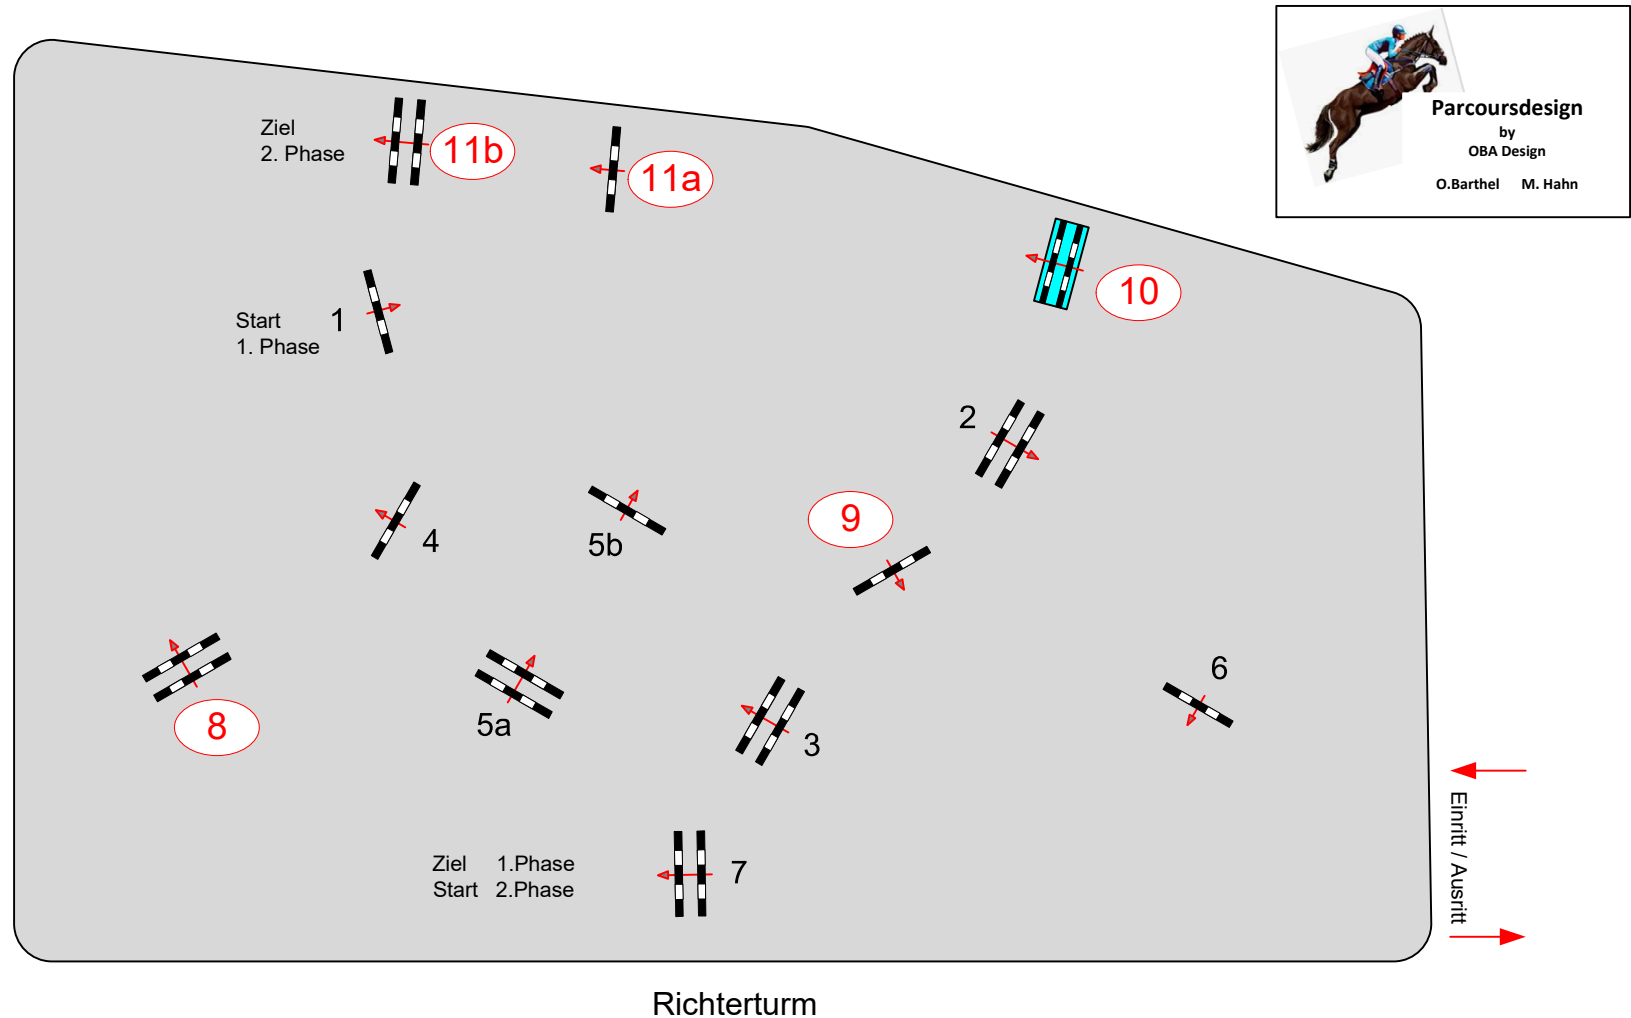 Parcoursdesign
by
OBA Design
O.Barthel M. Hahn
Ziel
2. Phase
11b
11a
10
Start
1. Phase
1
2
4
5b
9
8
5a
3
6
7
Ziel 1.Phase
Start 2.Phase
Einritt / Ausritt
Richterturm